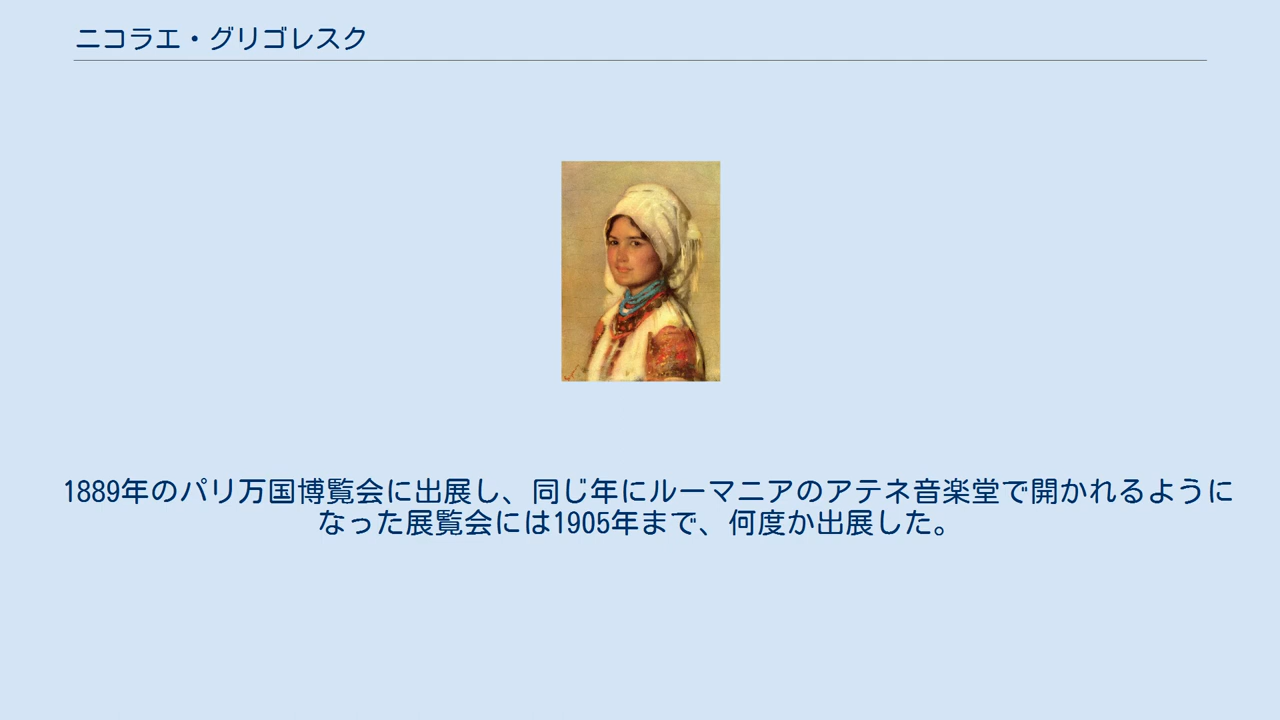 ニコラエ・グリゴレスク
1889年のパリ万国博覧会に出展し、同じ年にルーマニアのアテネ音楽堂で開かれるように
なった展覧会には1905年まで、何度か出展した。